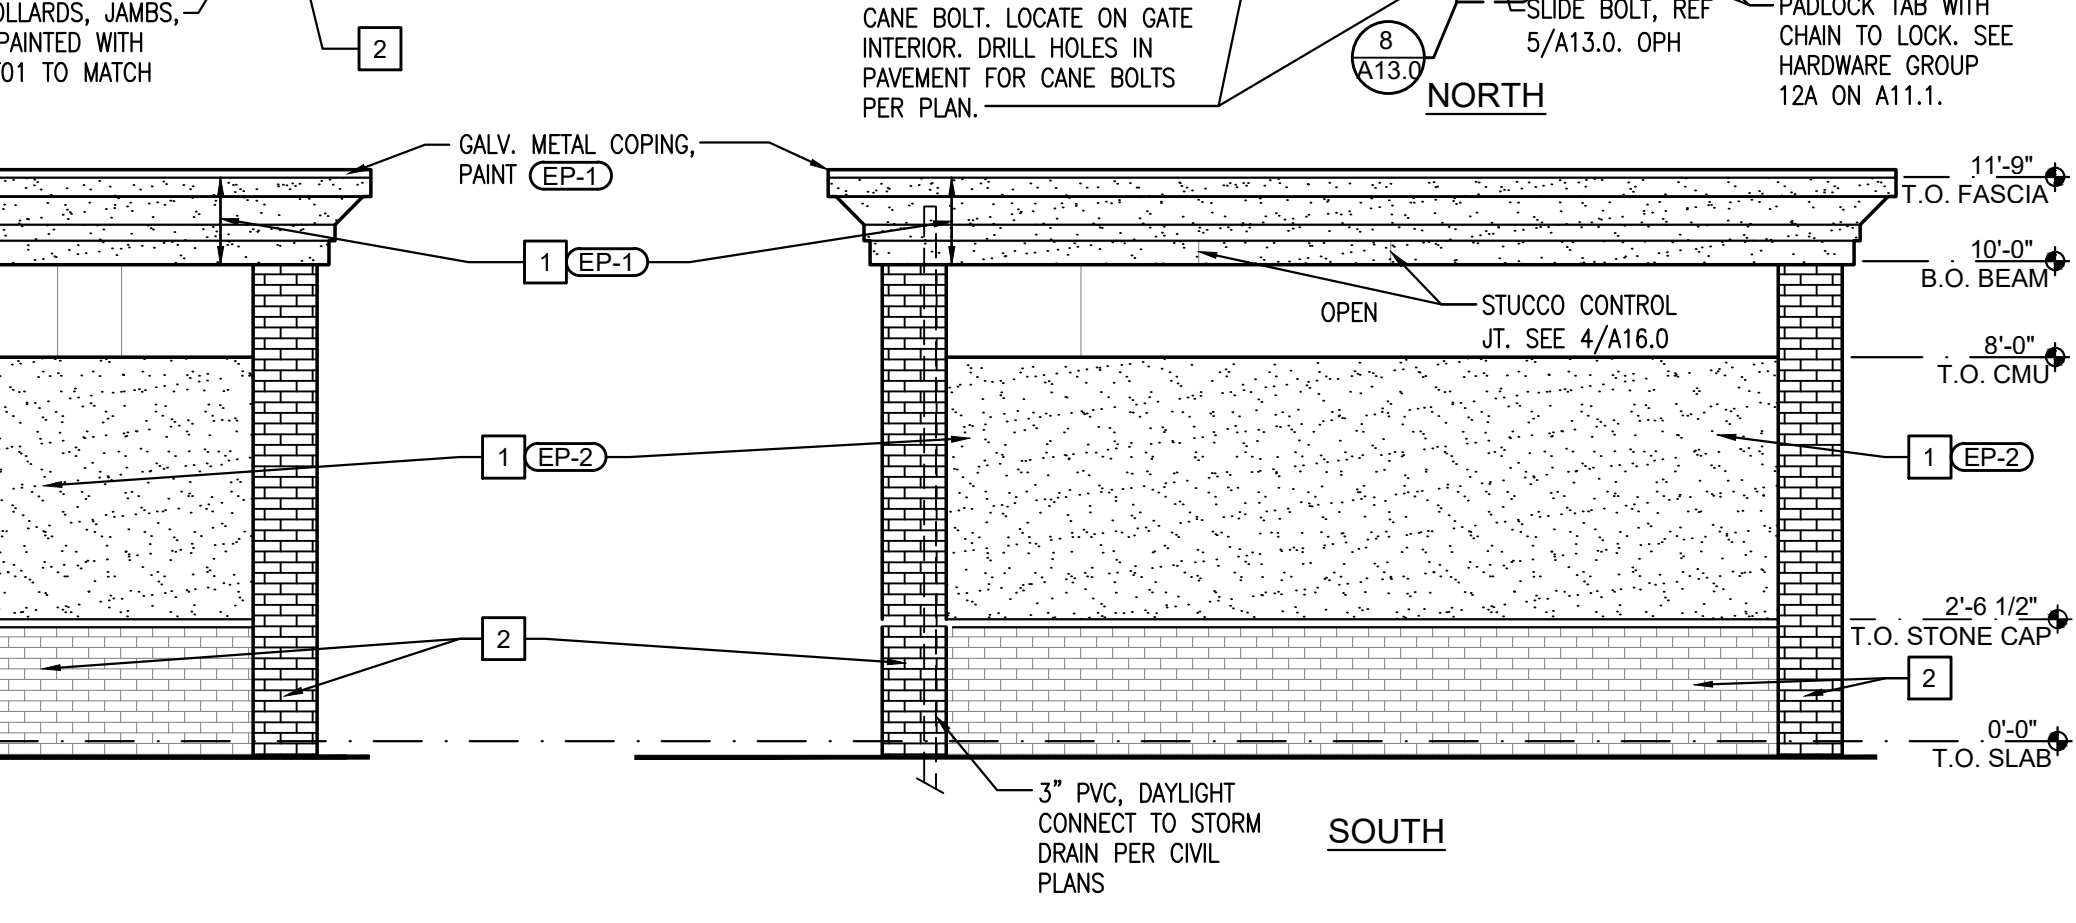 OLLARDS, JAMBS,
PAINTED WITH
01 TO MATCH
2
CANE BOLT. LOCATE ON GATE
INTERIOR. DRILL HOLES IN
PAVEMENT FOR CANE BOLTS
PER PLAN.
8
A13.0
SLIDE BOLT, REF
5/A13.0. OPH
NORTH
PADLOCK TAB WITH
CHAIN TO LOCK. SEE
HARDWARE GROUP
12A ON A11.1.
GALV. METAL COPING,
PAINT EP-1
11'-9"
T.O. FASCIA
1 EP-1
10'-0"
B.O. BEAM
OPEN
STUCCO CONTROL
JT. SEE 4/A16.0
8'-0"
T.O. CMU
1 EP-2
1 EP-2
2'-6 1/2"
T.O. STONE CAP
2
2
0'-0"
T.O. SLAB
3" PVC, DAYLIGHT
CONNECT TO STORM
DRAIN PER CIVIL
PLANS
SOUTH